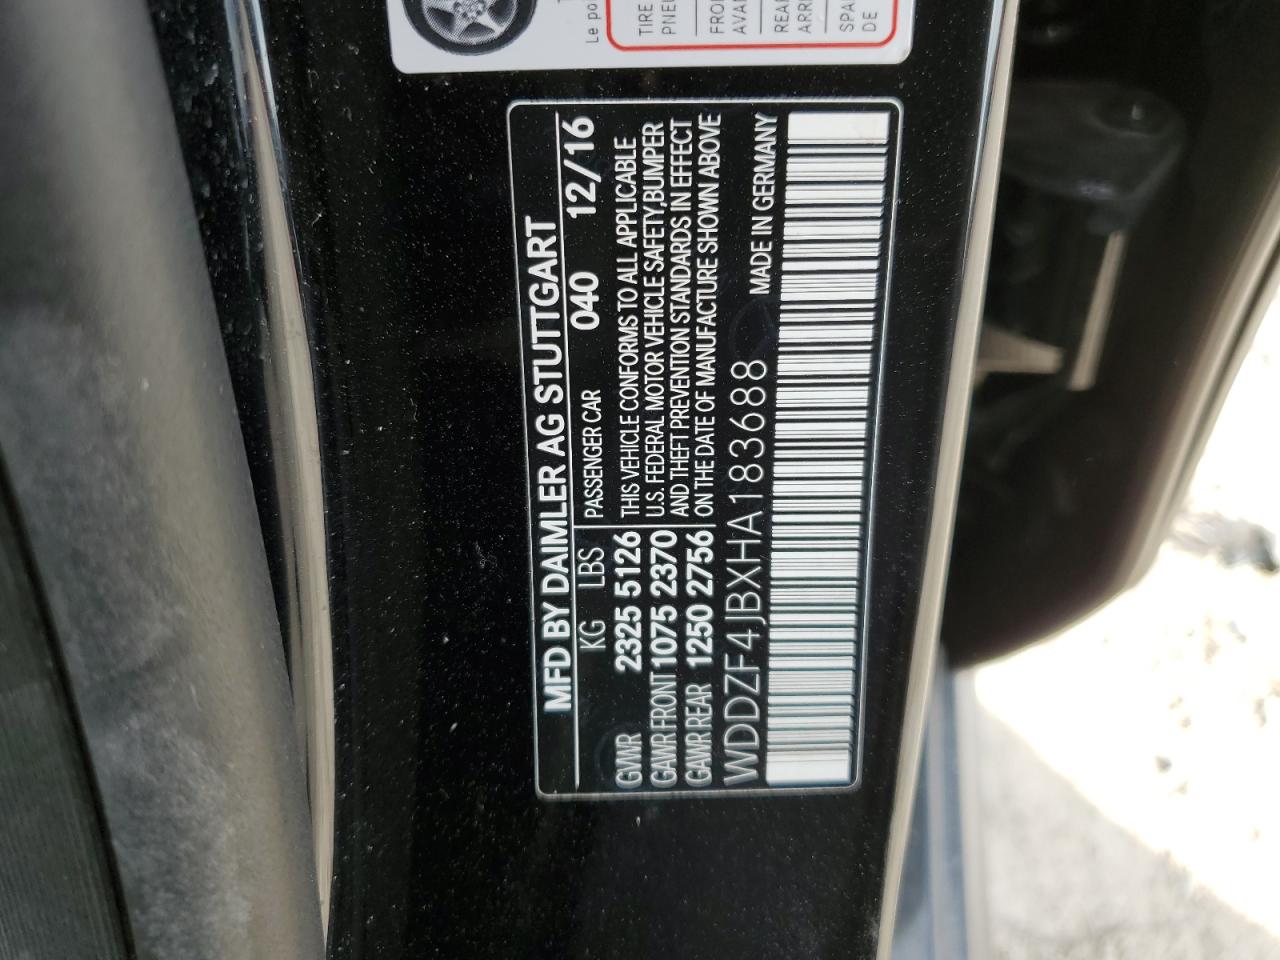 MFD BY DAIMLER AG STUTTGART
KG LBS PASSENGER CAR 040 12/16
GVWR 2325 5126 THIS VEHICLE CONFORMS TO ALL APPLICABLE
GAWR FRONT 1075 2370 U.S. FEDERAL MOTOR VEHICLE SAFETY,BUMPER
AND THEFT PREVENTION STANDARDS IN EFFECT
GAWR REAR 1250 2756 ON THE DATE OF MANUFACTURE SHOWN ABOVE
WDDZF4JBXHA183688 MADE IN GERMANY
TIRE